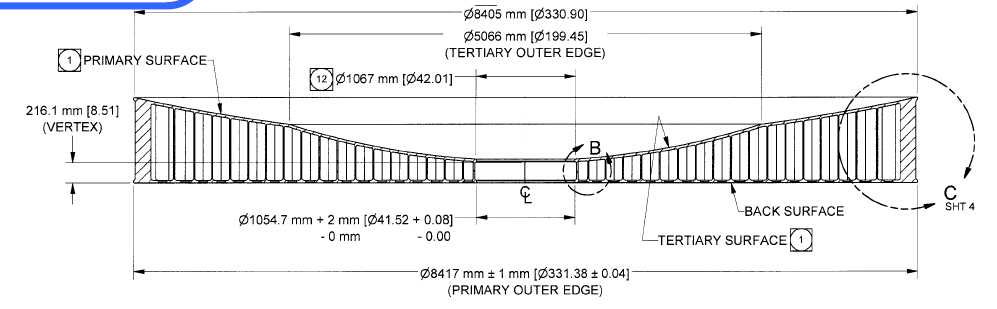 Ø8405 mm [Ø330.90]
Ø5066 mm [Ø199.45]
(TERTIARY OUTER EDGE)
1 PRIMARY SURFACE
12 Ø1067 mm [Ø42.01]
216.1 mm [8.51]
(VERTEX)
B
C
SHT 4
℄
BACK SURFACE
Ø1054.7 mm + 2 mm [Ø41.52 + 0.08]
- 0 mm - 0.00
TERTIARY SURFACE 1
Ø8417 mm ± 1 mm [Ø331.38 ± 0.04]
(PRIMARY OUTER EDGE)